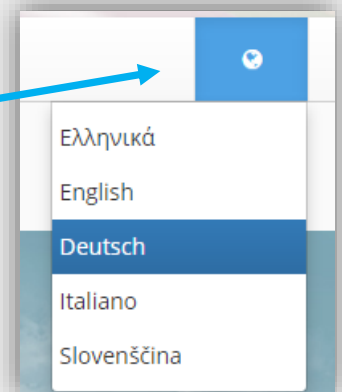 Ελληνικά
English
Deutsch
Italiano
Slovenščina